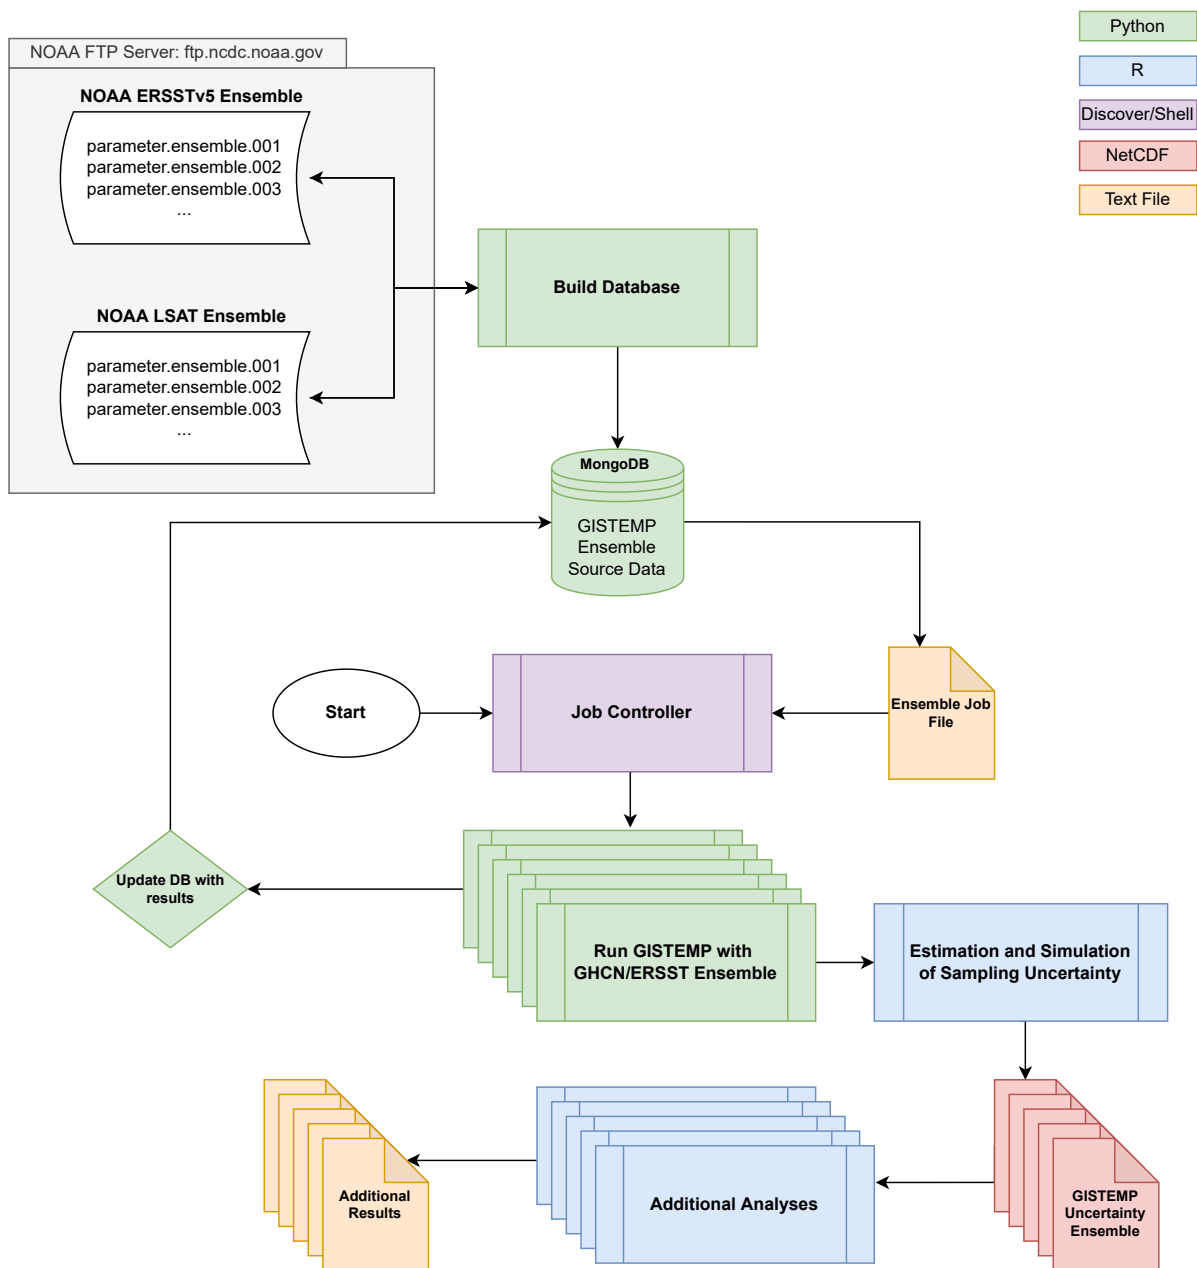 Python
NOAA FTP Server: ftp.ncdc.noaa.gov
R
NOAA ERSSTv5 Ensemble
Discover/Shell
parameter.ensemble.001
parameter.ensemble.002
parameter.ensemble.003
...
NetCDF
Text File
Build Database
NOAA LSAT Ensemble
parameter.ensemble.001
parameter.ensemble.002
parameter.ensemble.003
...
MongoDB
GISTEMP
Ensemble
Source Data
Start
Job Controller
Ensemble Job
File
Update DB with
results
Run GISTEMP with
GHCN/ERSST Ensemble
Estimation and Simulation
of Sampling Uncertainty
Additional
Results
Additional Analyses
GISTEMP
Uncertainty
Ensemble